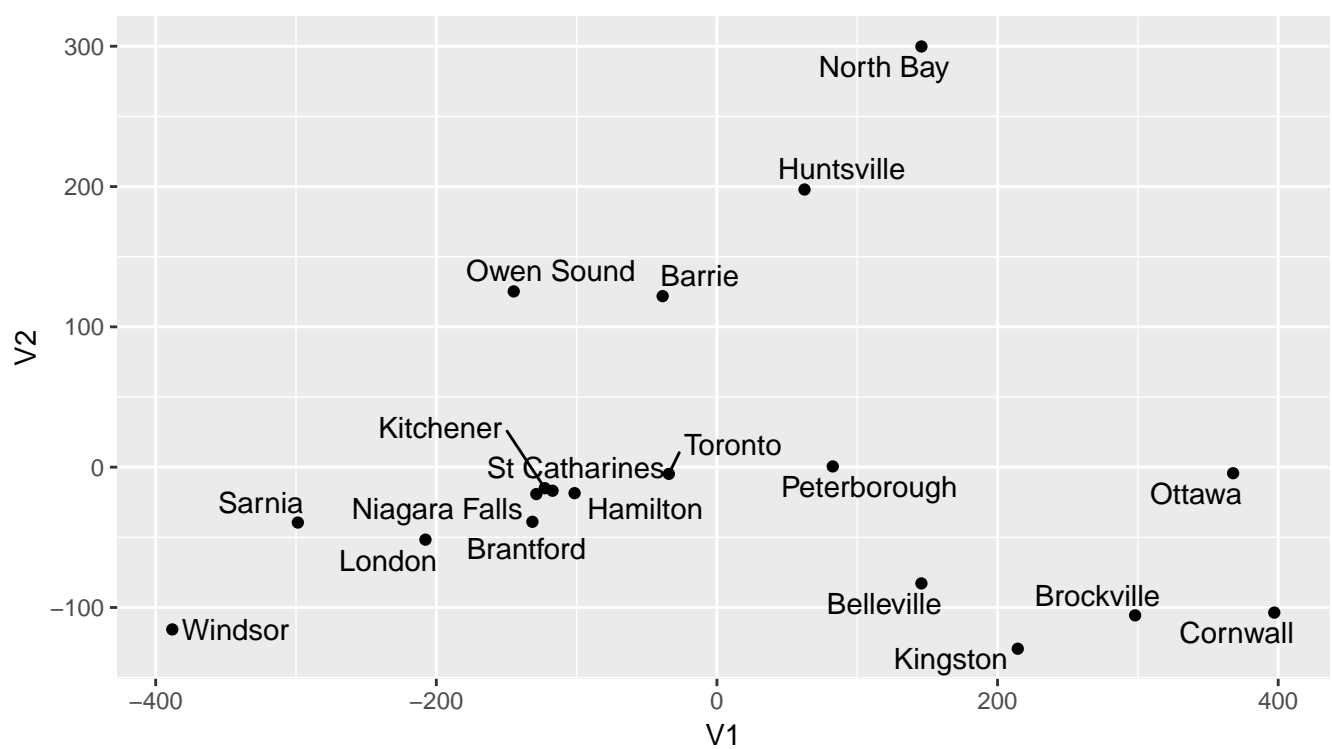 300
North Bay
Huntsville
200
Owen Sound
Barrie
V2
100
Kitchener
Toronto
St Catharines
0
Peterborough
Ottawa
Sarnia
Niagara Falls
Hamilton
Brantford
London
Belleville
Brockville
−100
Windsor
Cornwall
Kingston
−400 −200 0 200 400
V1